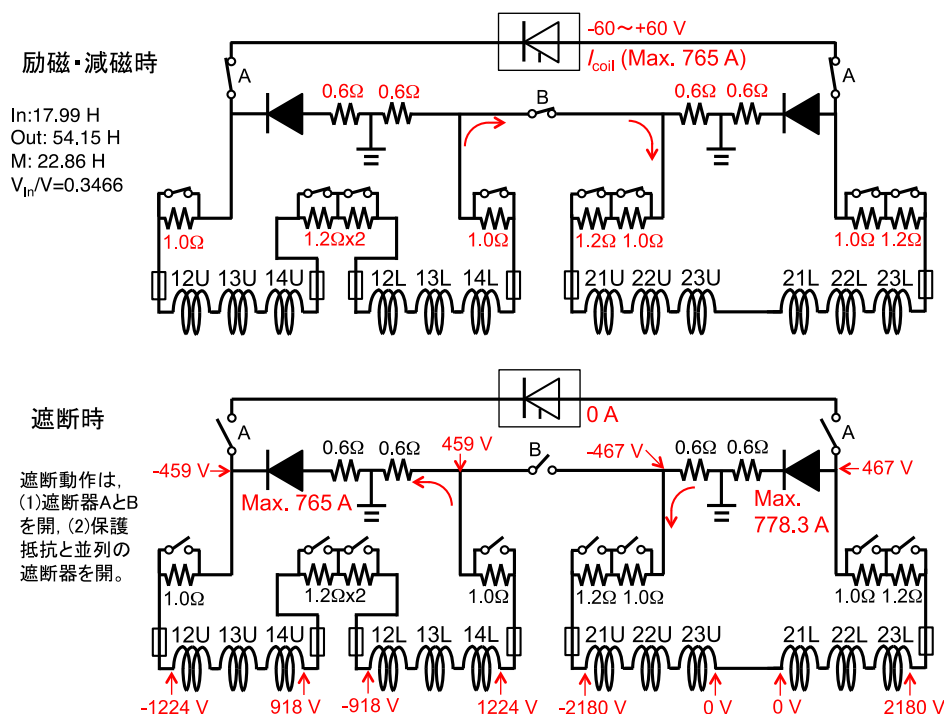 励磁・減磁時
In:17.99 H
Out: 54.15 H
M: 22.86 H
VIn/V=0.3466
-60～+60 V
Icoil (Max. 765 A)
A
A
0.6Ω 0.6Ω
B
0.6Ω 0.6Ω
1.0Ω
1.2Ωx2
1.0Ω
1.2Ω 1.0Ω
1.0Ω 1.2Ω
12U 13U 14U
12L 13L 14L
21U 22U 23U
21L 22L 23L
遮断時
遮断動作は,
(1)遮断器AとB
を開, (2)保護
抵抗と並列の
遮断器を開。
0 A
A
A
-459 V
0.6Ω 0.6Ω
459 V
B
-467 V
0.6Ω 0.6Ω
467 V
Max. 765 A
Max.
778.3 A
1.0Ω
1.2Ωx2
1.0Ω
1.2Ω 1.0Ω
1.0Ω 1.2Ω
12U 13U 14U
12L 13L 14L
21U 22U 23U
21L 22L 23L
-1224 V
918 V
-918 V
1224 V
-2180 V
0 V
0 V
2180 V